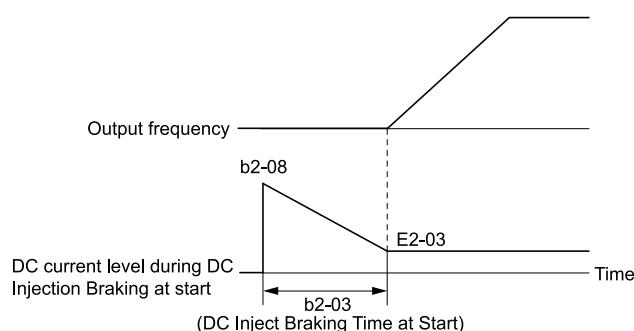 Output frequency
b2-08
E2-03
DC current level during DC
Injection Braking at start
Time
b2-03
(DC Inject Braking Time at Start)